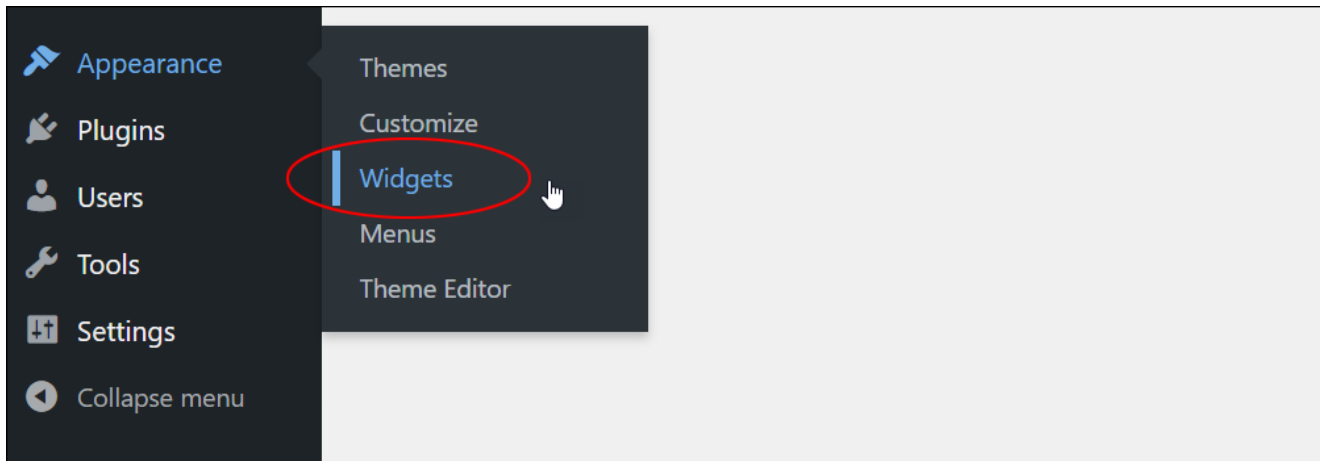 Appearance
Plugins
Users
Tools
Settings
Collapse menu
Themes
Customize
Widgets
Menus
Theme Editor